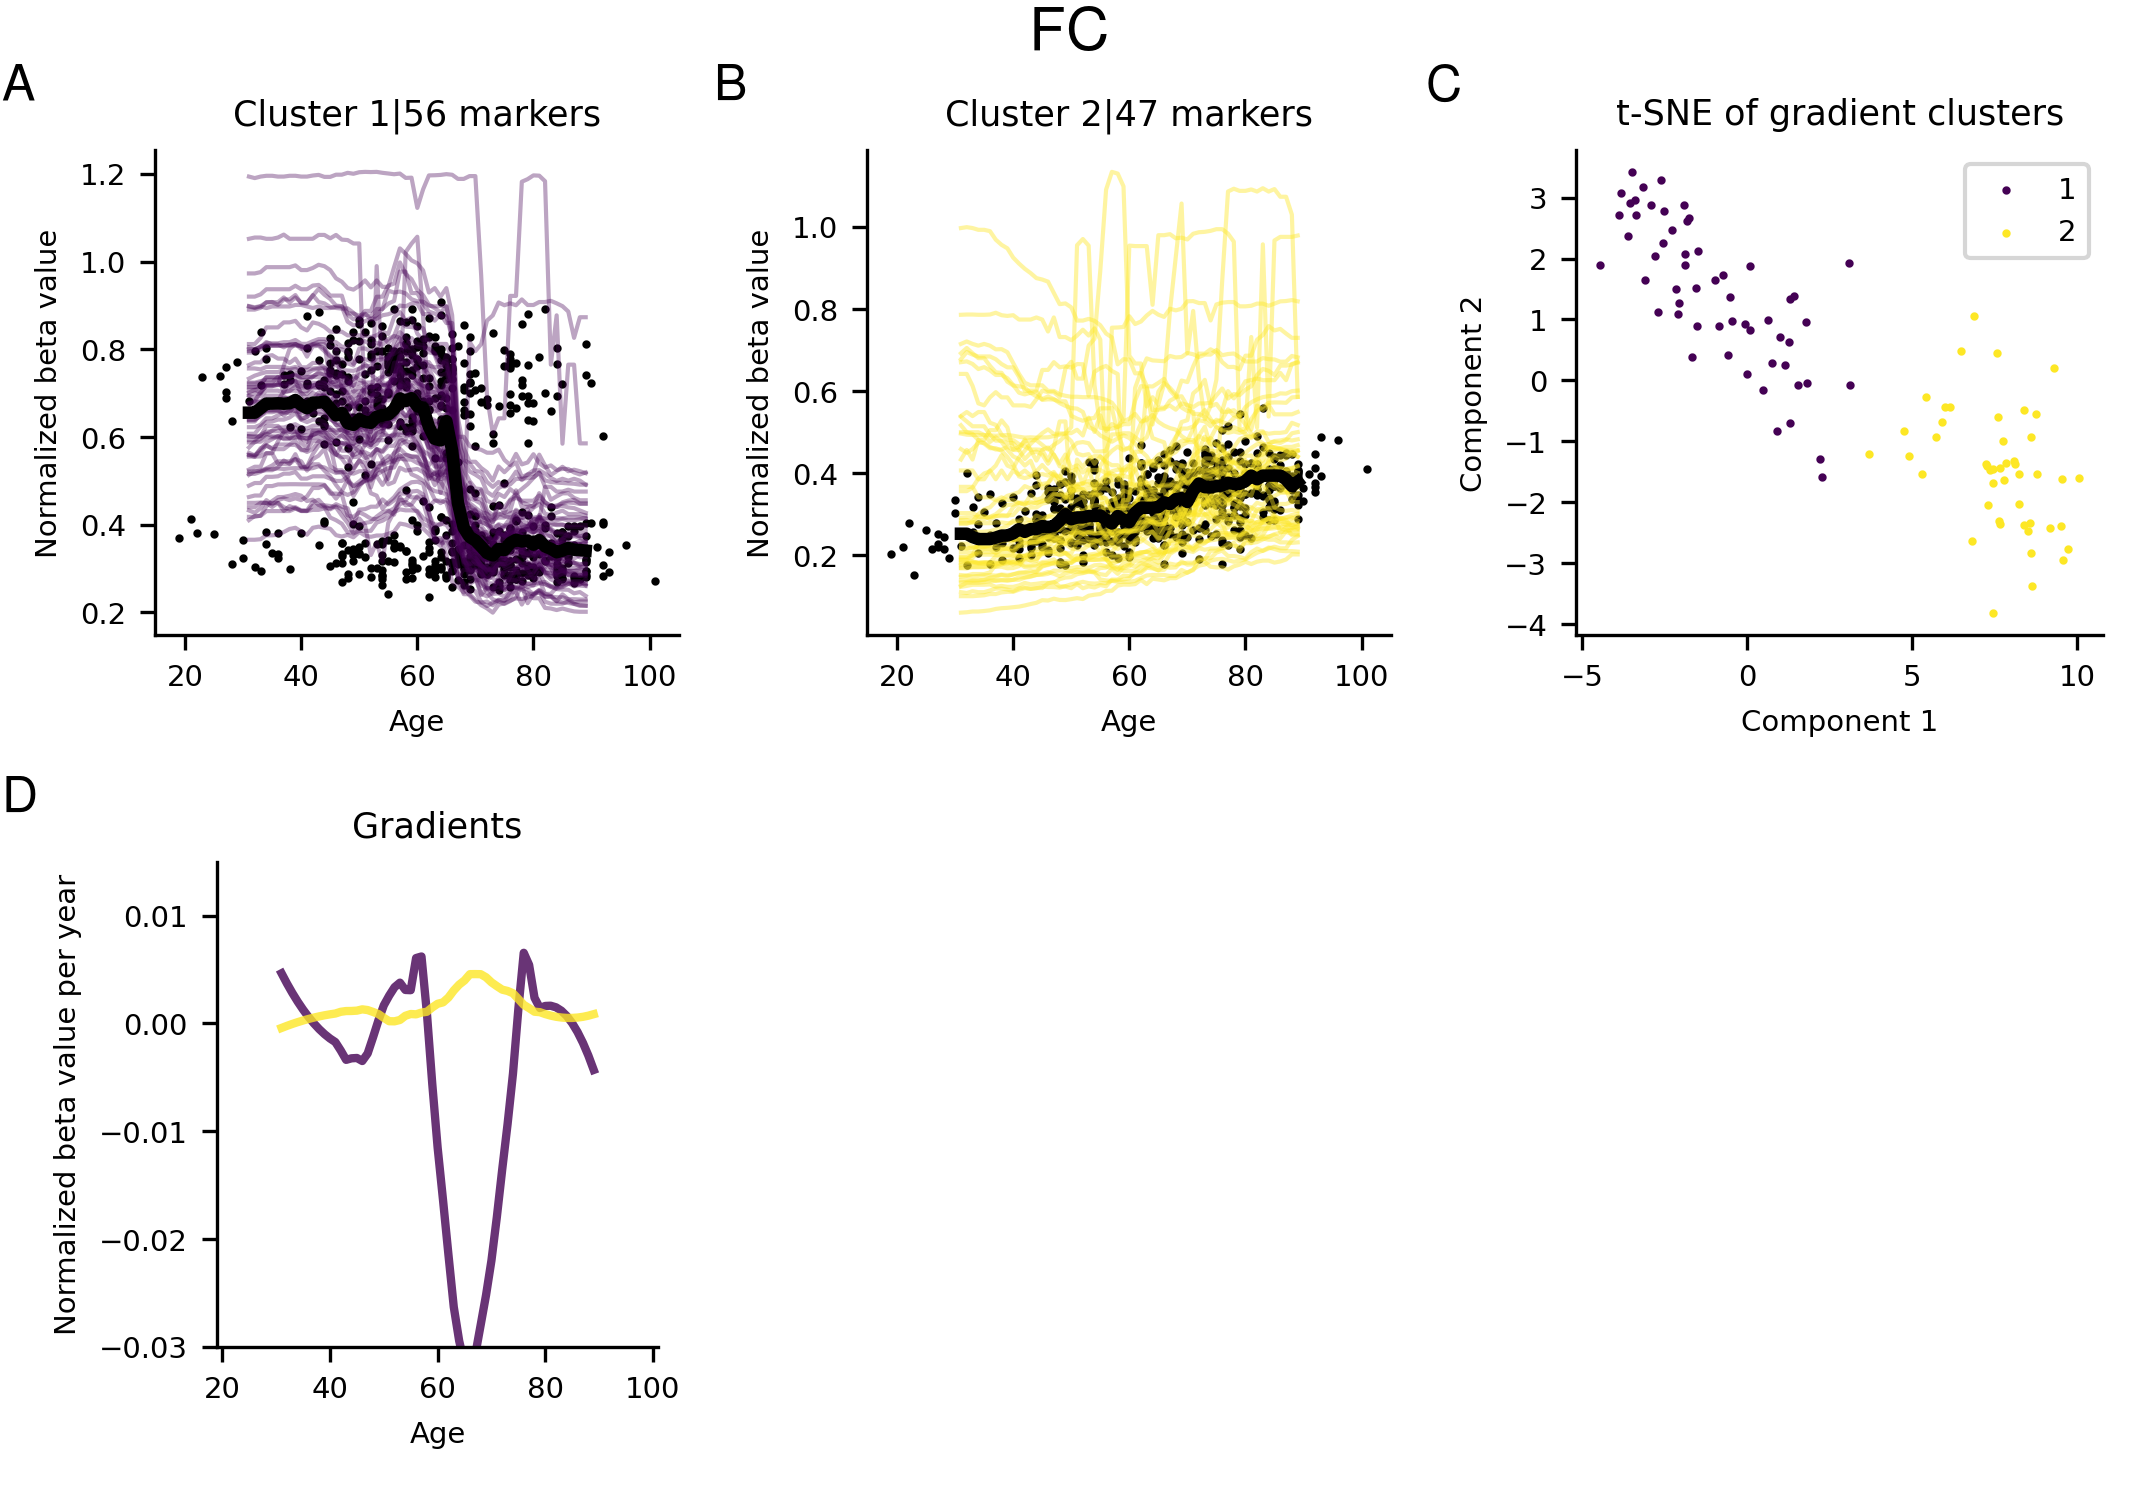 FC
A
Cluster 1|56 markers
Normalized beta value
1.2
1.0
0.8
0.6
0.4
0.2
20 40 60 80 100
Age
B
Cluster 2|47 markers
Normalized beta value
1.0
0.8
0.6
0.4
0.2
20 40 60 80 100
Age
C
t-SNE of gradient clusters
1
2
Component 2
3
2
1
0
−1
−2
−3
−4
−5 0 5 10
Component 1
D
Gradients
Normalized beta value per year
0.01
0.00
−0.01
−0.02
−0.03
20 40 60 80 100
Age